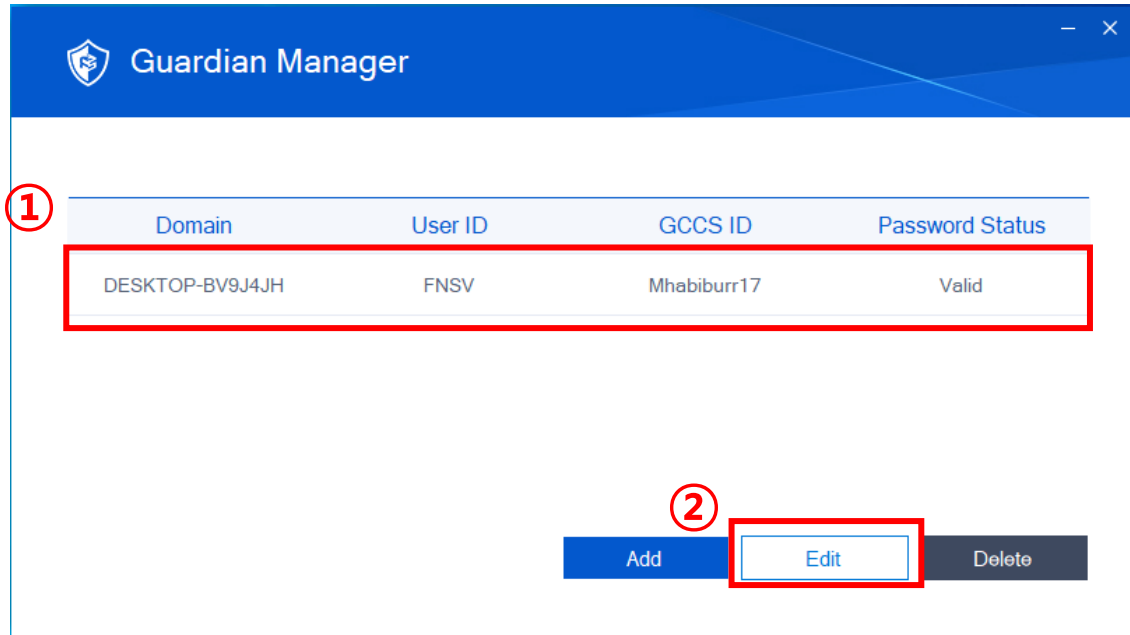 Guardian Manager
①
Domain User ID GCCS ID Password Status
DESKTOP-BV9J4JH FNSV Mhabiburr17 Valid
②
Add Edit Delete